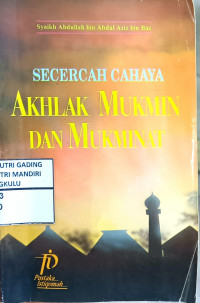 Syaikh Abdullah bin Abdul Aziz bin Baz
SECERCAH CAHAYA
AKHLAK MUKMIN
DAN MUKMINAT
UTRI GADING
TRI MANDIRI
GKULU
3
Pustaka
Istiqomah